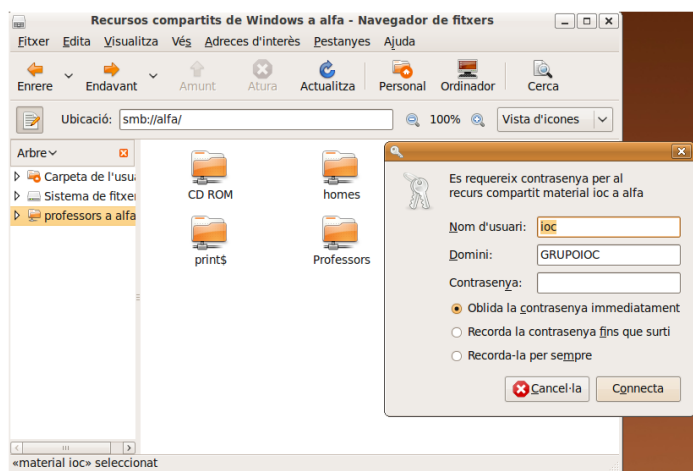 Recursos compartits de Windows a alfa - Navegador de fitxers
Fitxer Edita Visualitza Vés Adreces d'interès Pestanyes Ajuda
Enrere Endavant Amunt Atura Actualitza Personal Ordinador Cerca
Ubicació: smb://alfa/ 100% Vista d'icones
Arbre
Carpeta de l'usu
Sistema de fitxe
professors a alfa
CD ROM
homes
print$
Professors
Es requereix contrasenya per al
recurs compartit material ioc a alfa
Nom d'usuari: ioc
Domini: GRUPOIOC
Contrasenya:
Oblida la contrasenya immediatament
Recorda la contrasenya fins que surti
Recorda-la per sempre
Cancel·la Connecta
«material ioc» seleccionat